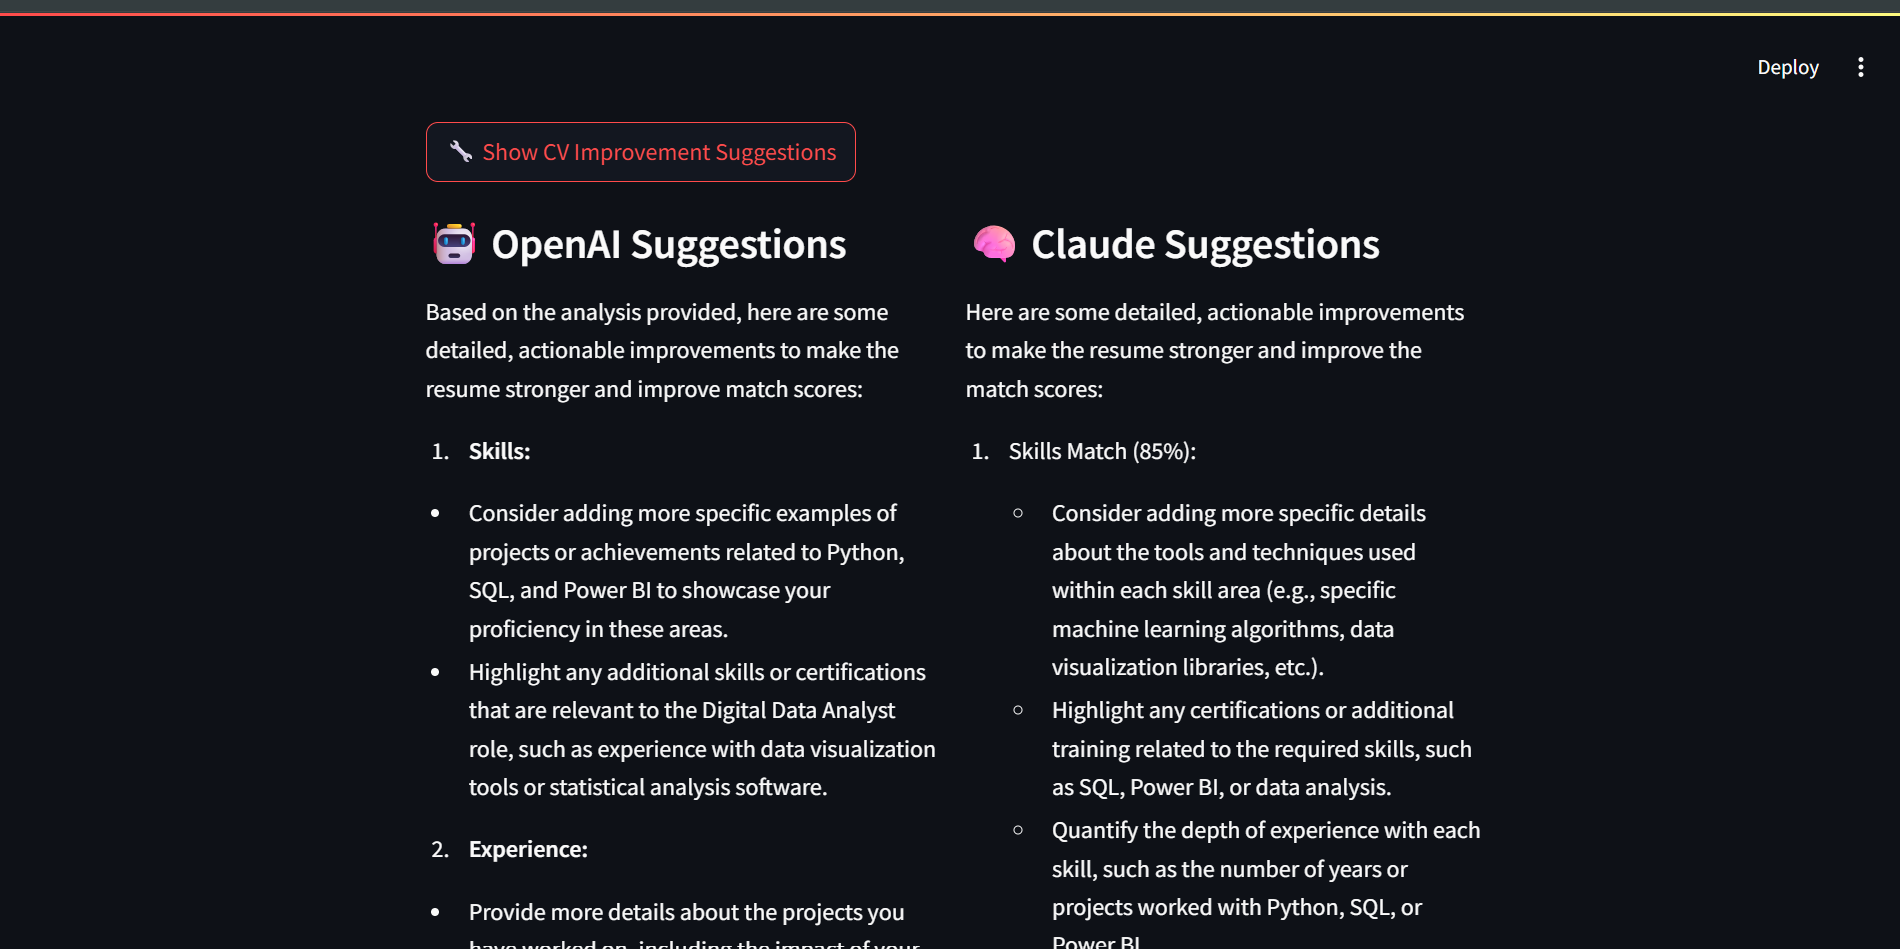 Deploy
Show CV Improvement Suggestions
OpenAI Suggestions
Based on the analysis provided, here are some
detailed, actionable improvements to make the
resume stronger and improve match scores:
1. Skills:
• Consider adding more specific examples of
projects or achievements related to Python,
SQL, and Power BI to showcase your
proficiency in these areas.
• Highlight any additional skills or certifications
that are relevant to the Digital Data Analyst
role, such as experience with data visualization
tools or statistical analysis software.
2. Experience:
• Provide more details about the projects you
have worked on, including the impact of your
Claude Suggestions
Here are some detailed, actionable improvements
to make the resume stronger and improve the
match scores:
1. Skills Match (85%):
○ Consider adding more specific details
about the tools and techniques used
within each skill area (e.g., specific
machine learning algorithms, data
visualization libraries, etc.).
○ Highlight any certifications or additional
training related to the required skills, such
as SQL, Power BI, or data analysis.
○ Quantify the depth of experience with each
skill, such as the number of years or
projects worked with Python, SQL, or
Power BI